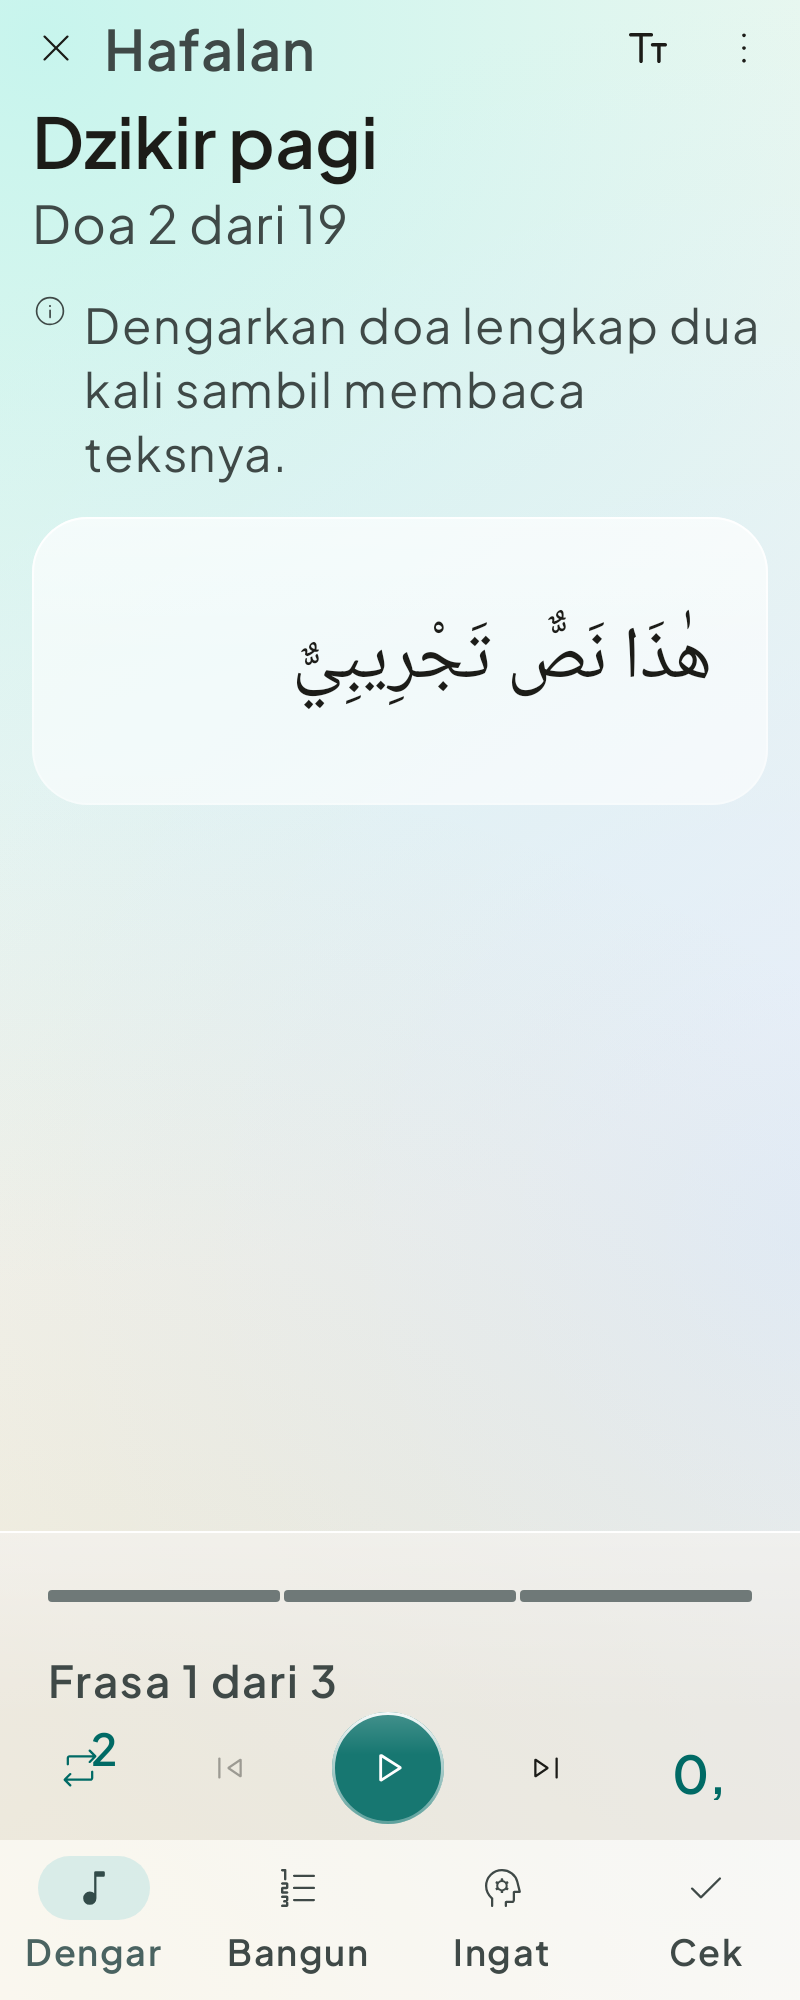 Hafalan
Dzikir pagi
Doa 2 dari 19
Dengarkan doa lengkap dua
kali sambil membaca
teksnya.
هٰذَا نَصٌّ تَجْرِيبِيٌّ
Frasa 1 dari 3
2
0,
Dengar
Bangun
Ingat
Cek